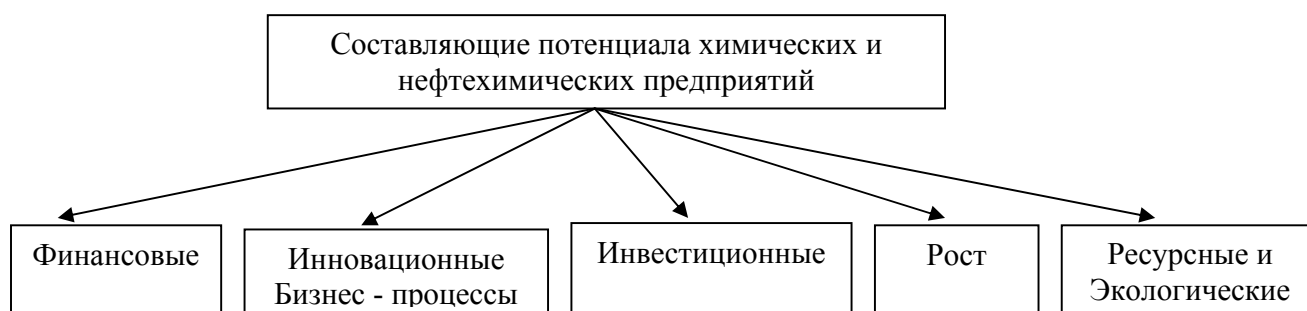 Составляющие потенциала химических и
нефтехимических предприятий
Финансовые
Инновационные
Бизнес - процессы
Инвестиционные
Рост
Ресурсные и
Экологические